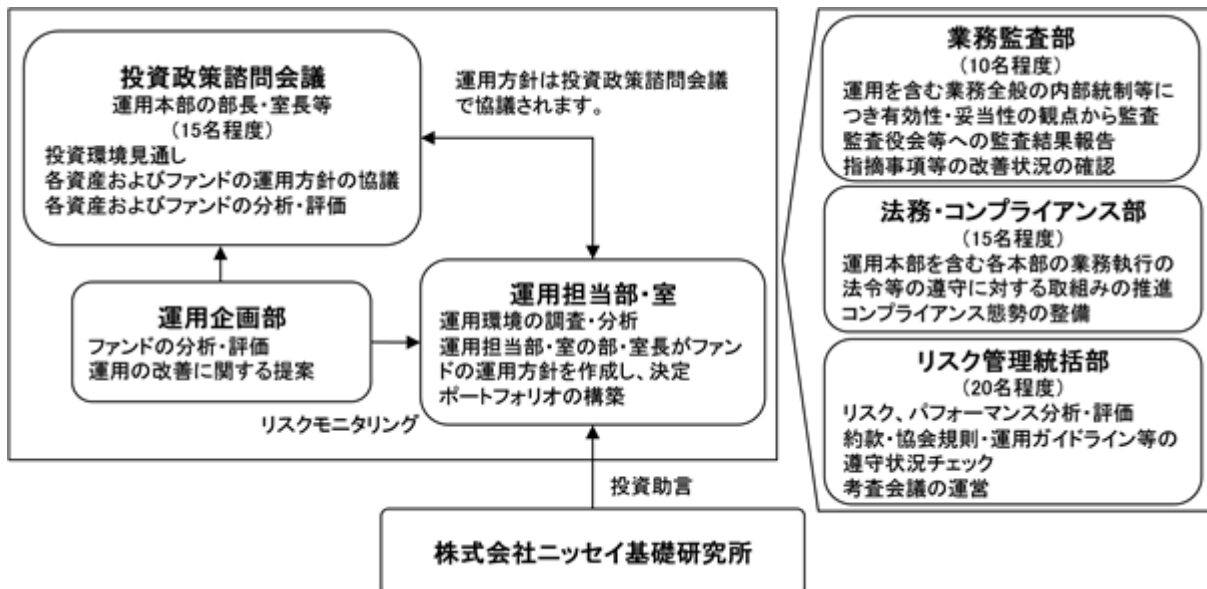 投資政策諮問会議
運用本部の部長・室長等
(15名程度)
投資環境見通し
各資産およびファンドの運用方針の協議
各資産およびファンドの分析・評価
運用方針は投資政策諮問会議
で協議されます。
運用企画部
ファンドの分析・評価
運用の改善に関する提案
リスクモニタリング
運用担当部・室
運用環境の調査・分析
運用担当部・室の部・室長がファン
ドの運用方針を作成し、決定
ポートフォリオの構築
投資助言
株式会社ニッセイ基礎研究所
業務監査部
(10名程度)
運用を含む業務全般の内部統制等に
つき有効性・妥当性の観点から監査
監査役会等への監査結果報告
指摘事項等の改善状況の確認
法務・コンプライアンス部
(15名程度)
運用本部を含む各本部の業務執行の
法令等の遵守に対する取組みの推進
コンプライアンス態勢の整備
リスク管理統括部
(20名程度)
リスク、パフォーマンス分析・評価
約款・協会規則・運用ガイドライン等の
遵守状況チェック
考査会議の運営